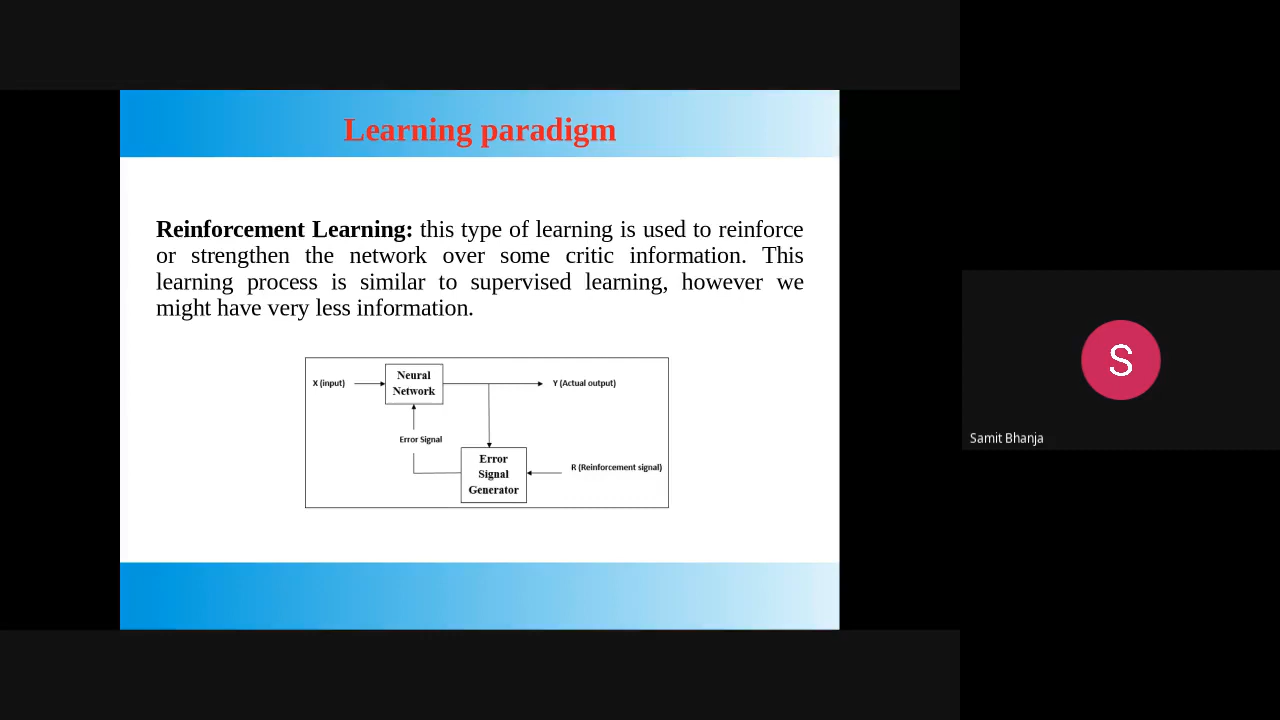 Learning paradigm
Reinforcement Learning: this type of learning is used to reinforce
or strengthen the network over some critic information. This
learning process is similar to supervised learning, however we
might have very less information.
X (input)
Neural
Network
Y (Actual output)
Error Signal
Error
Signal
Generator
R (Reinforcement signal)
S
Samit Bhanja